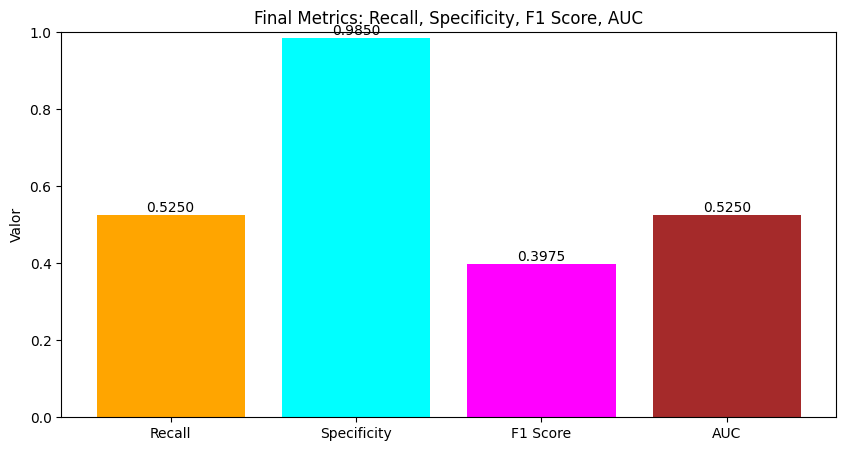 Final Metrics: Recall, Specificity, F1 Score, AUC
Valor
1.0
0.8
0.6
0.4
0.2
0.0
0.5250
0.9850
0.3975
0.5250
Recall
Specificity
F1 Score
AUC